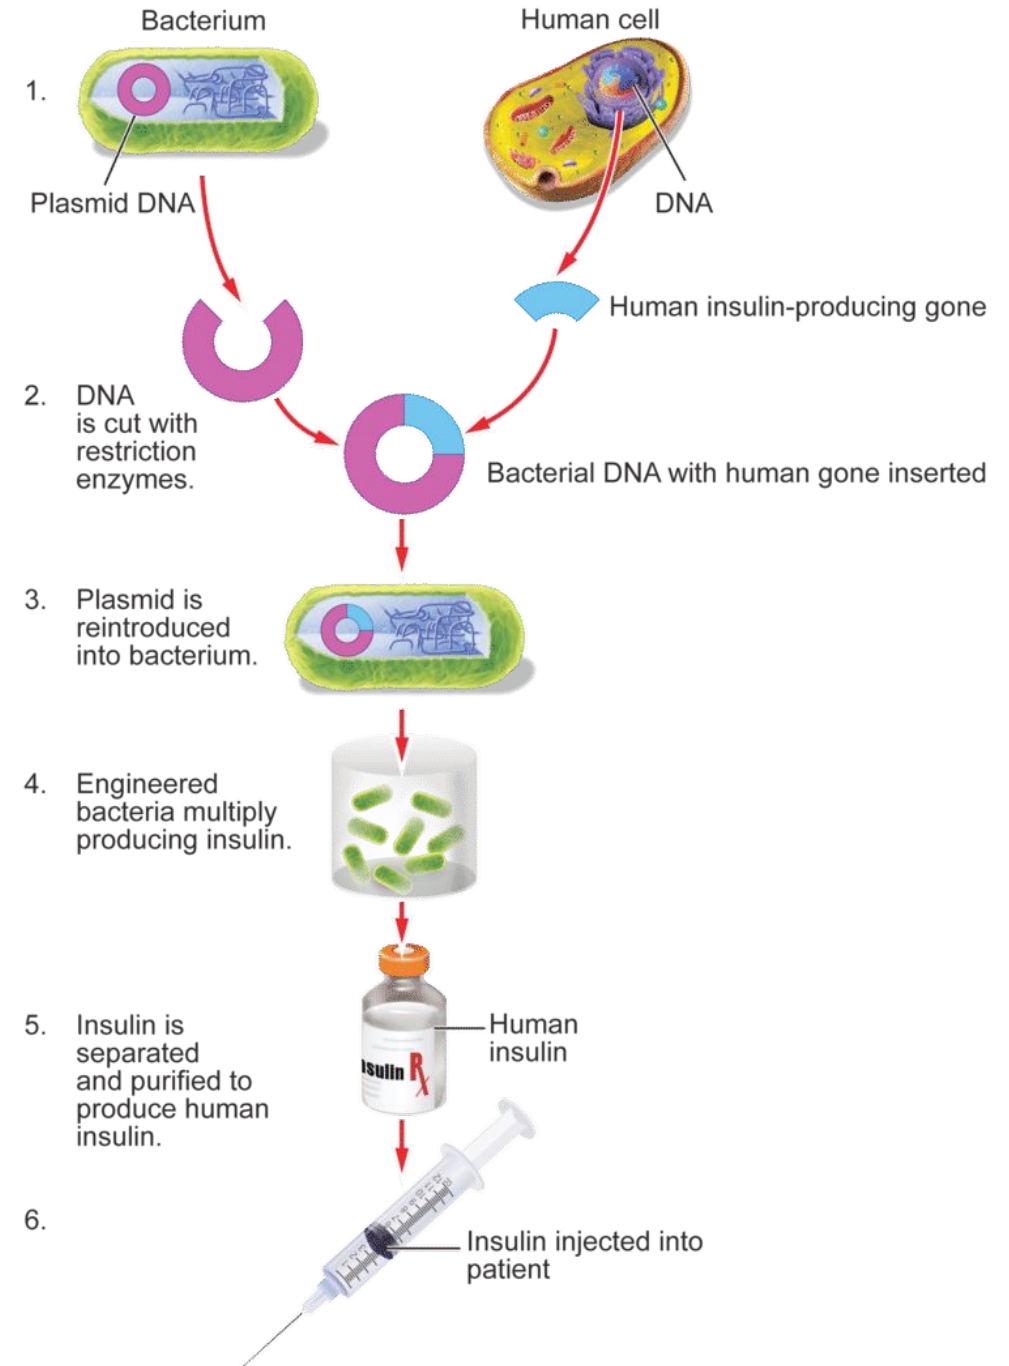 Bacterium
Human cell
1.
Plasmid DNA
DNA
Human insulin-producing gone
2. DNA
is cut with
restriction
enzymes.
Bacterial DNA with human gone inserted
3. Plasmid is
reintroduced
into bacterium.
4. Engineered
bacteria multiply
producing insulin.
5. Insulin is
separated
and purified to
produce human
insulin.
Human
insulin
nsulin Rx
6.
Insulin injected into
patient